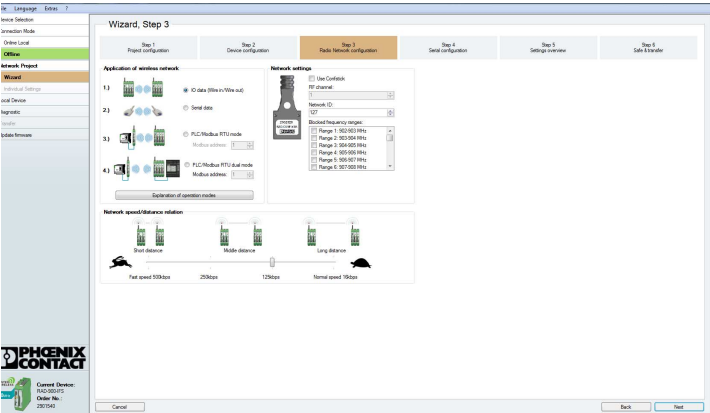 Language Extras ?
Device Selection
Connection Mode
Online Local
Offline
Network Project
Wizard
Individual Settings
Local Device
Diagnostic
Update firmware
Wizard, Step 3
Step 1
Project configuration
Step 2
Device configuration
Step 3
Radio Network configuration
Step 4
Serial configuration
Step 5
Settings overview
Step 6
Safe & transfer
Application of wireless network
1.) IO data (Wire in/Wire out)
2.) Serial data
3.) PLC/Modbus RTU mode
Modbus address: 1
4.) PLC/Modbus RTU dual mode
Modbus address: 1
Explanation of operation modes
Network settings
Use Confstick
RF channel:
1
Network ID:
127
Blocked frequency ranges:
Range 1: 902-903 MHz
Range 2: 903-904 MHz
Range 3: 904-905 MHz
Range 4: 905-906 MHz
Range 5: 906-907 MHz
Range 6: 907-908 MHz
Network speed/distance relation
Short distance
Middle distance
Long distance
Fast speed 500kbps
250kbps
125kbps
Normal speed 16kbps
PHŒNIX
CONTACT
Current Device:
RAD-900-IFS
Order No.:
2901540
Cancel
Back
Next